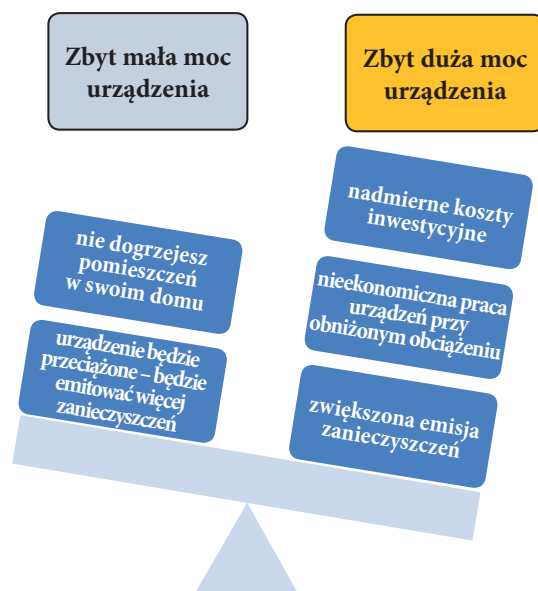 Zbyt mała moc
urządzenia
Zbyt duża moc
urządzenia
nie dogrzejesz
pomieszczeń
w swoim domu
urządzenie będzie
przeciążone – będzie
emitować więcej
zanieczyszczeń
nadmierne koszty
inwestycyjne
nieekonomiczna praca
urządzeń przy
obniżonym obciążeniu
zwiększona emisja
zanieczyszczeń